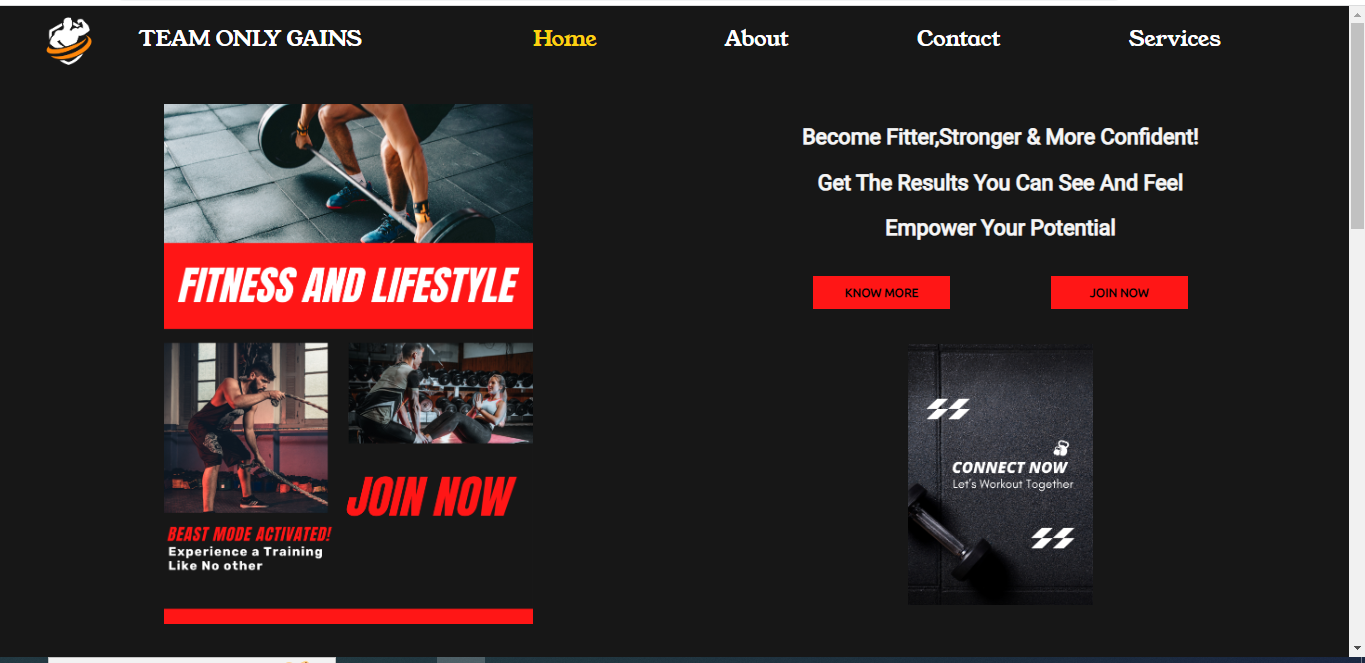 TEAM ONLY GAINS
Home
About
Contact
Services
FITNESS AND LIFESTYLE
JOIN NOW
BEAST MODE ACTIVATED!
Experience a Training
Like No other
Become Fitter,Stronger & More Confident!
Get The Results You Can See And Feel
Empower Your Potential
KNOW MORE
JOIN NOW
CONNECT NOW
Let's Workout Together